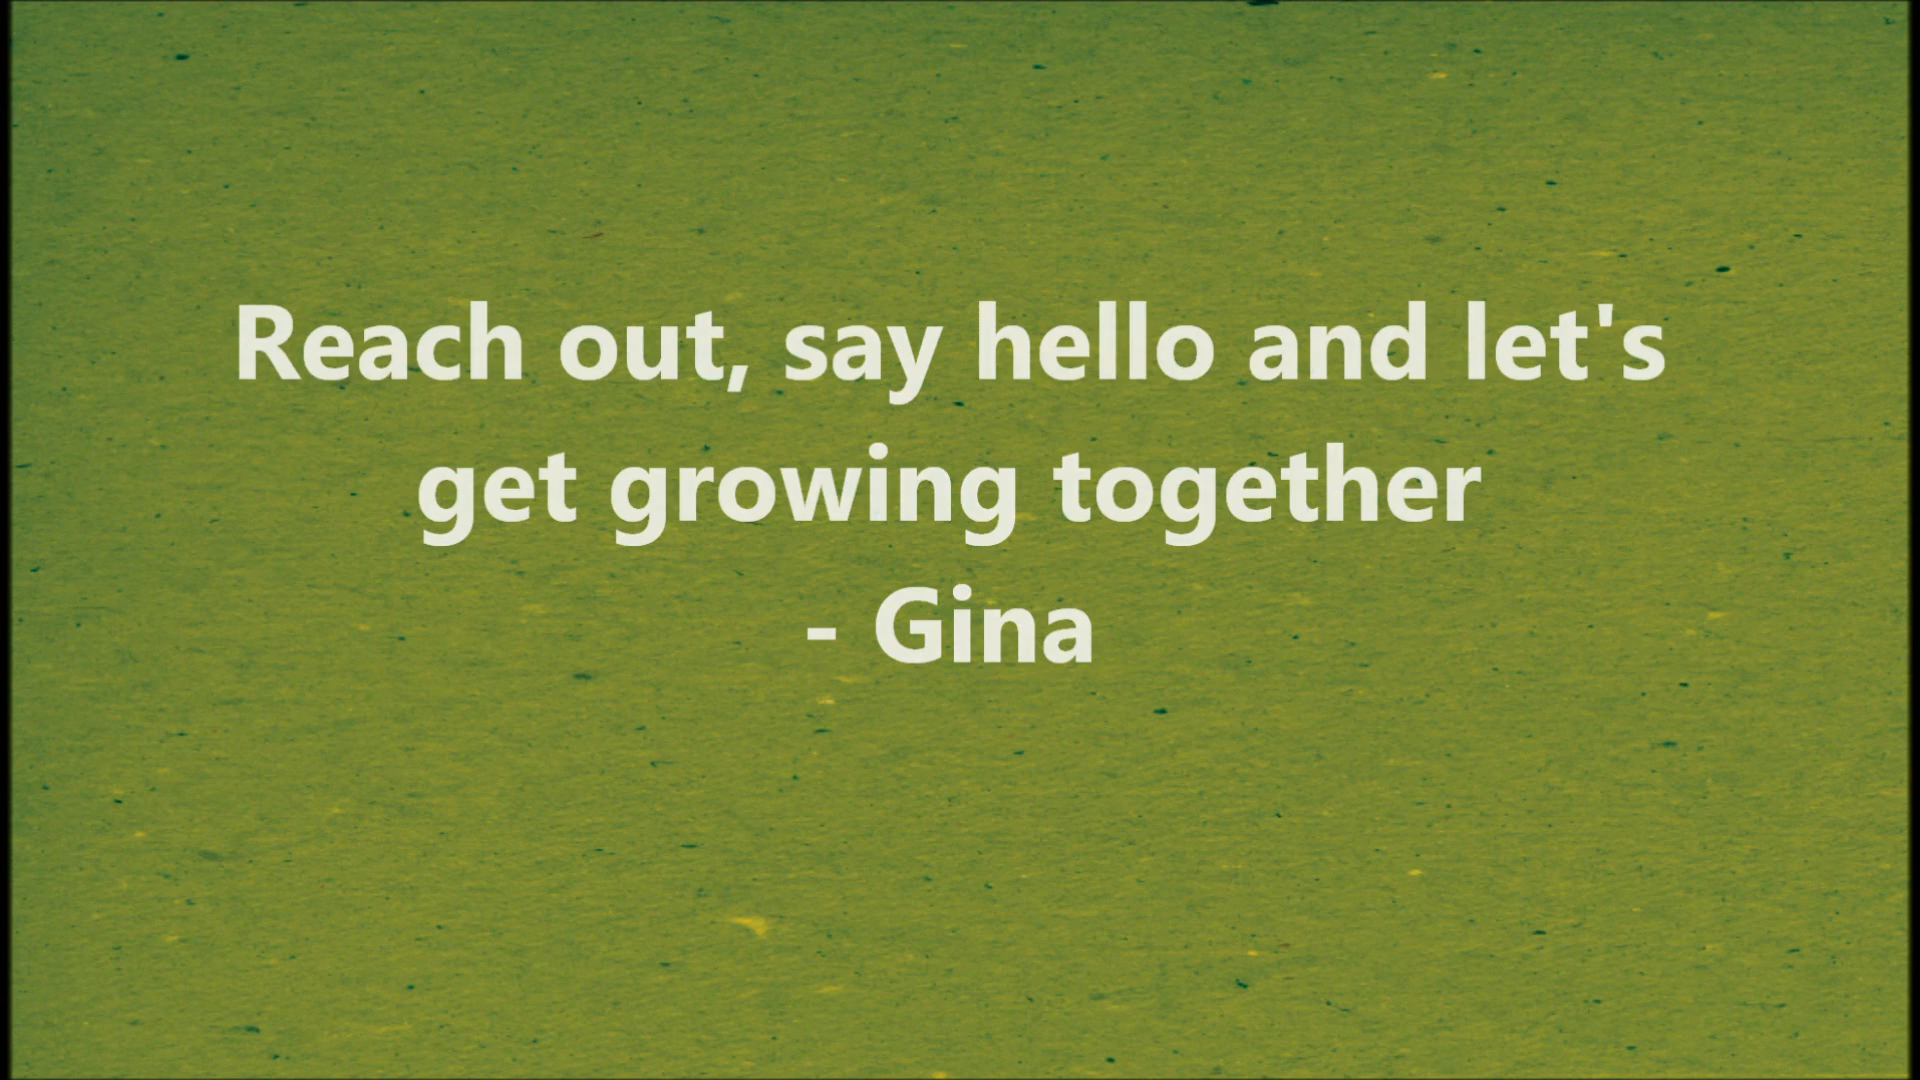 Reach out, say hello and let's
get growing together
- Gina